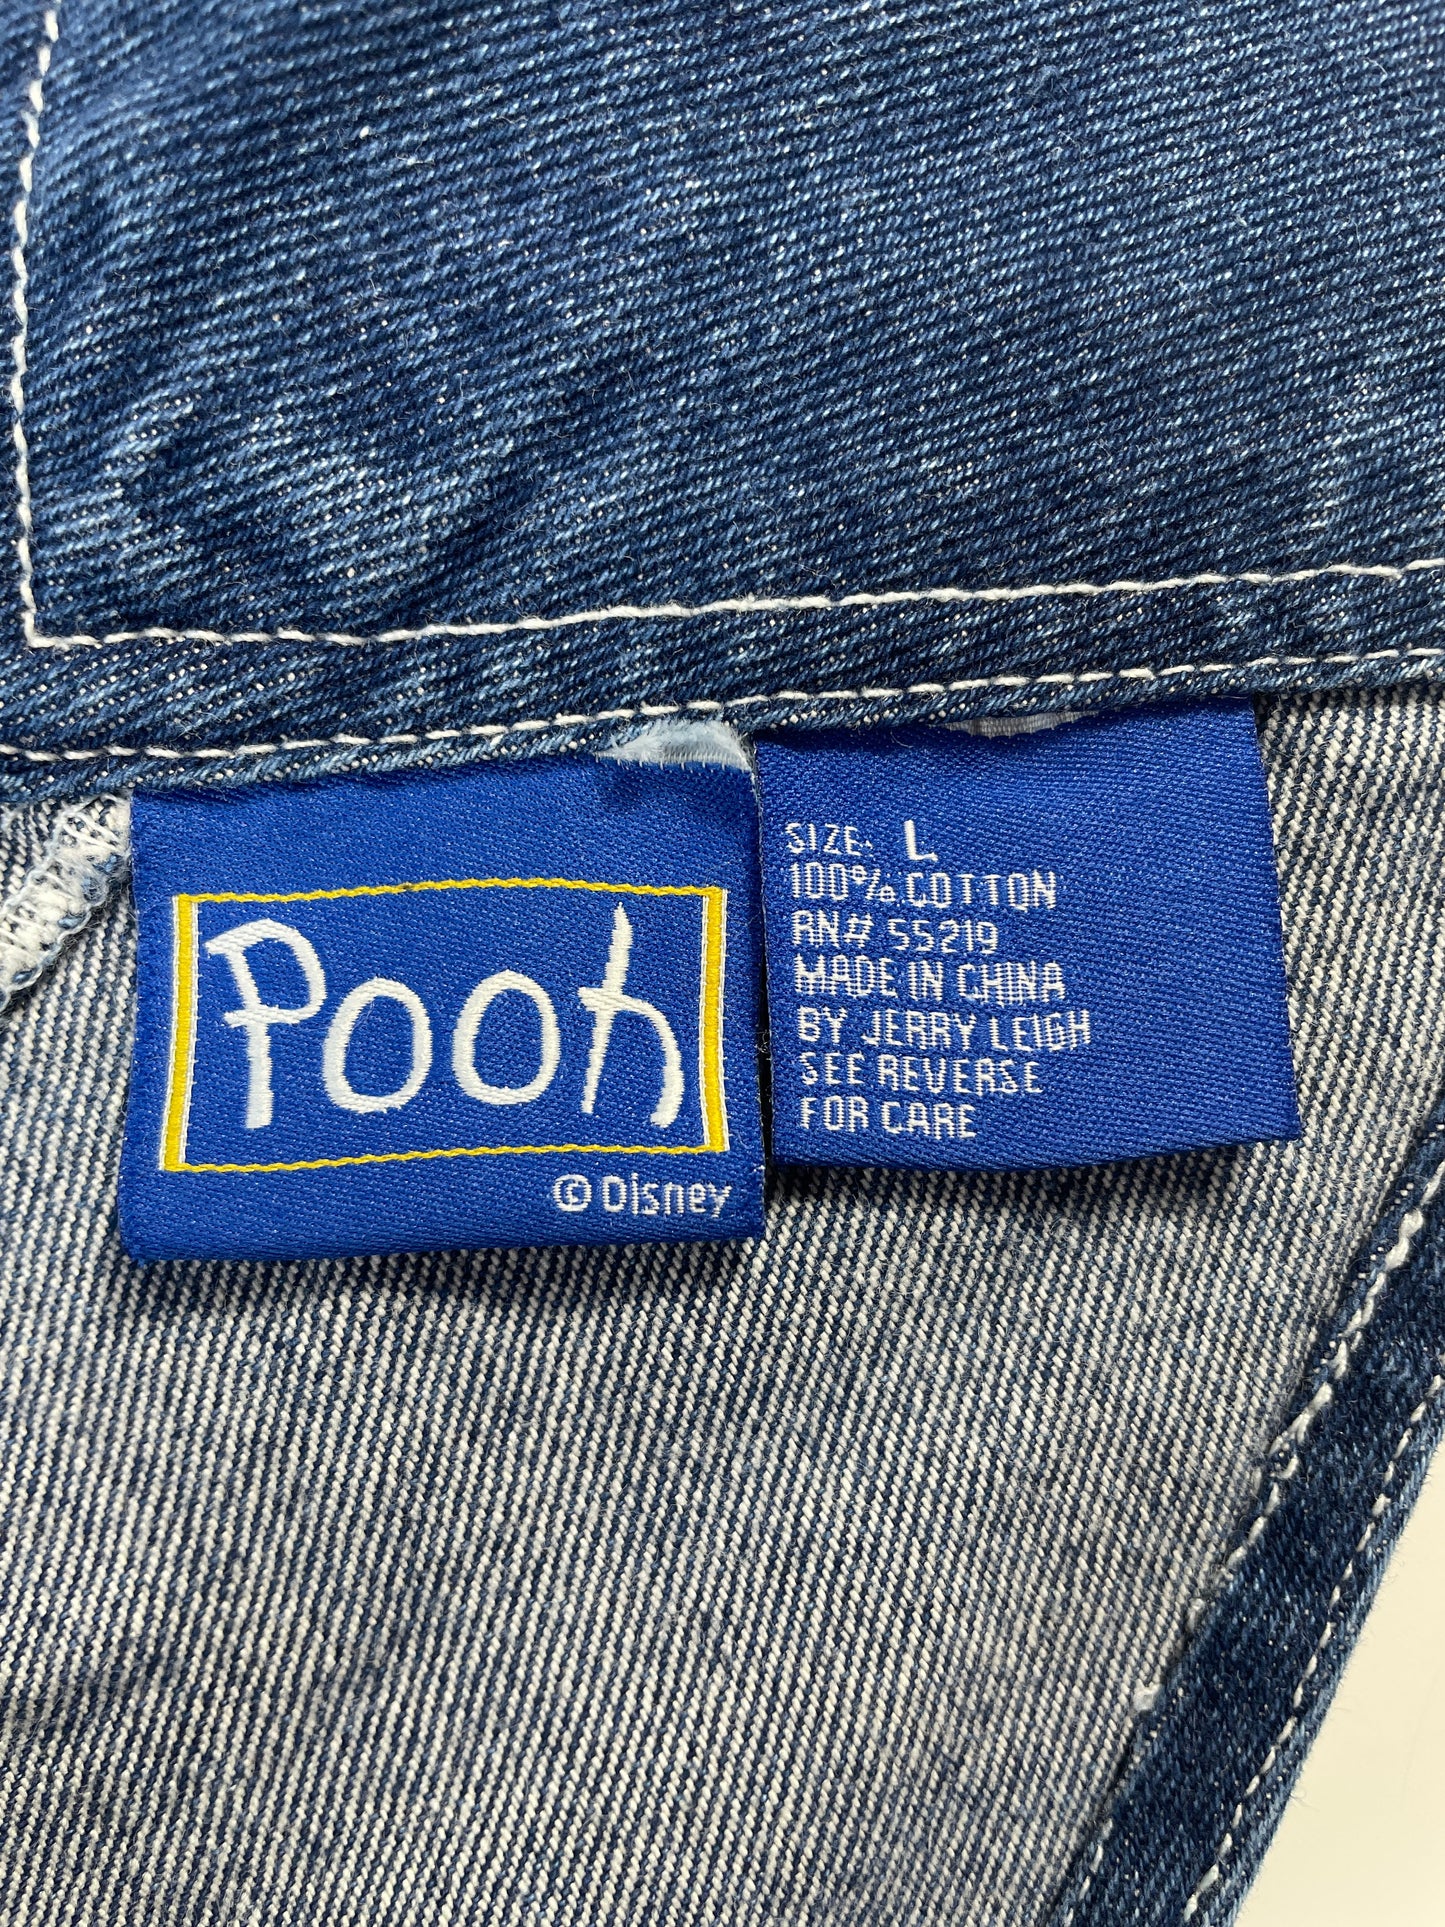 Pooh
© Disney
SIZE: L
100% COTTON
RN# 55219
MADE IN CHINA
BY JERRY LEIGH
SEE REVERSE
FOR CARE